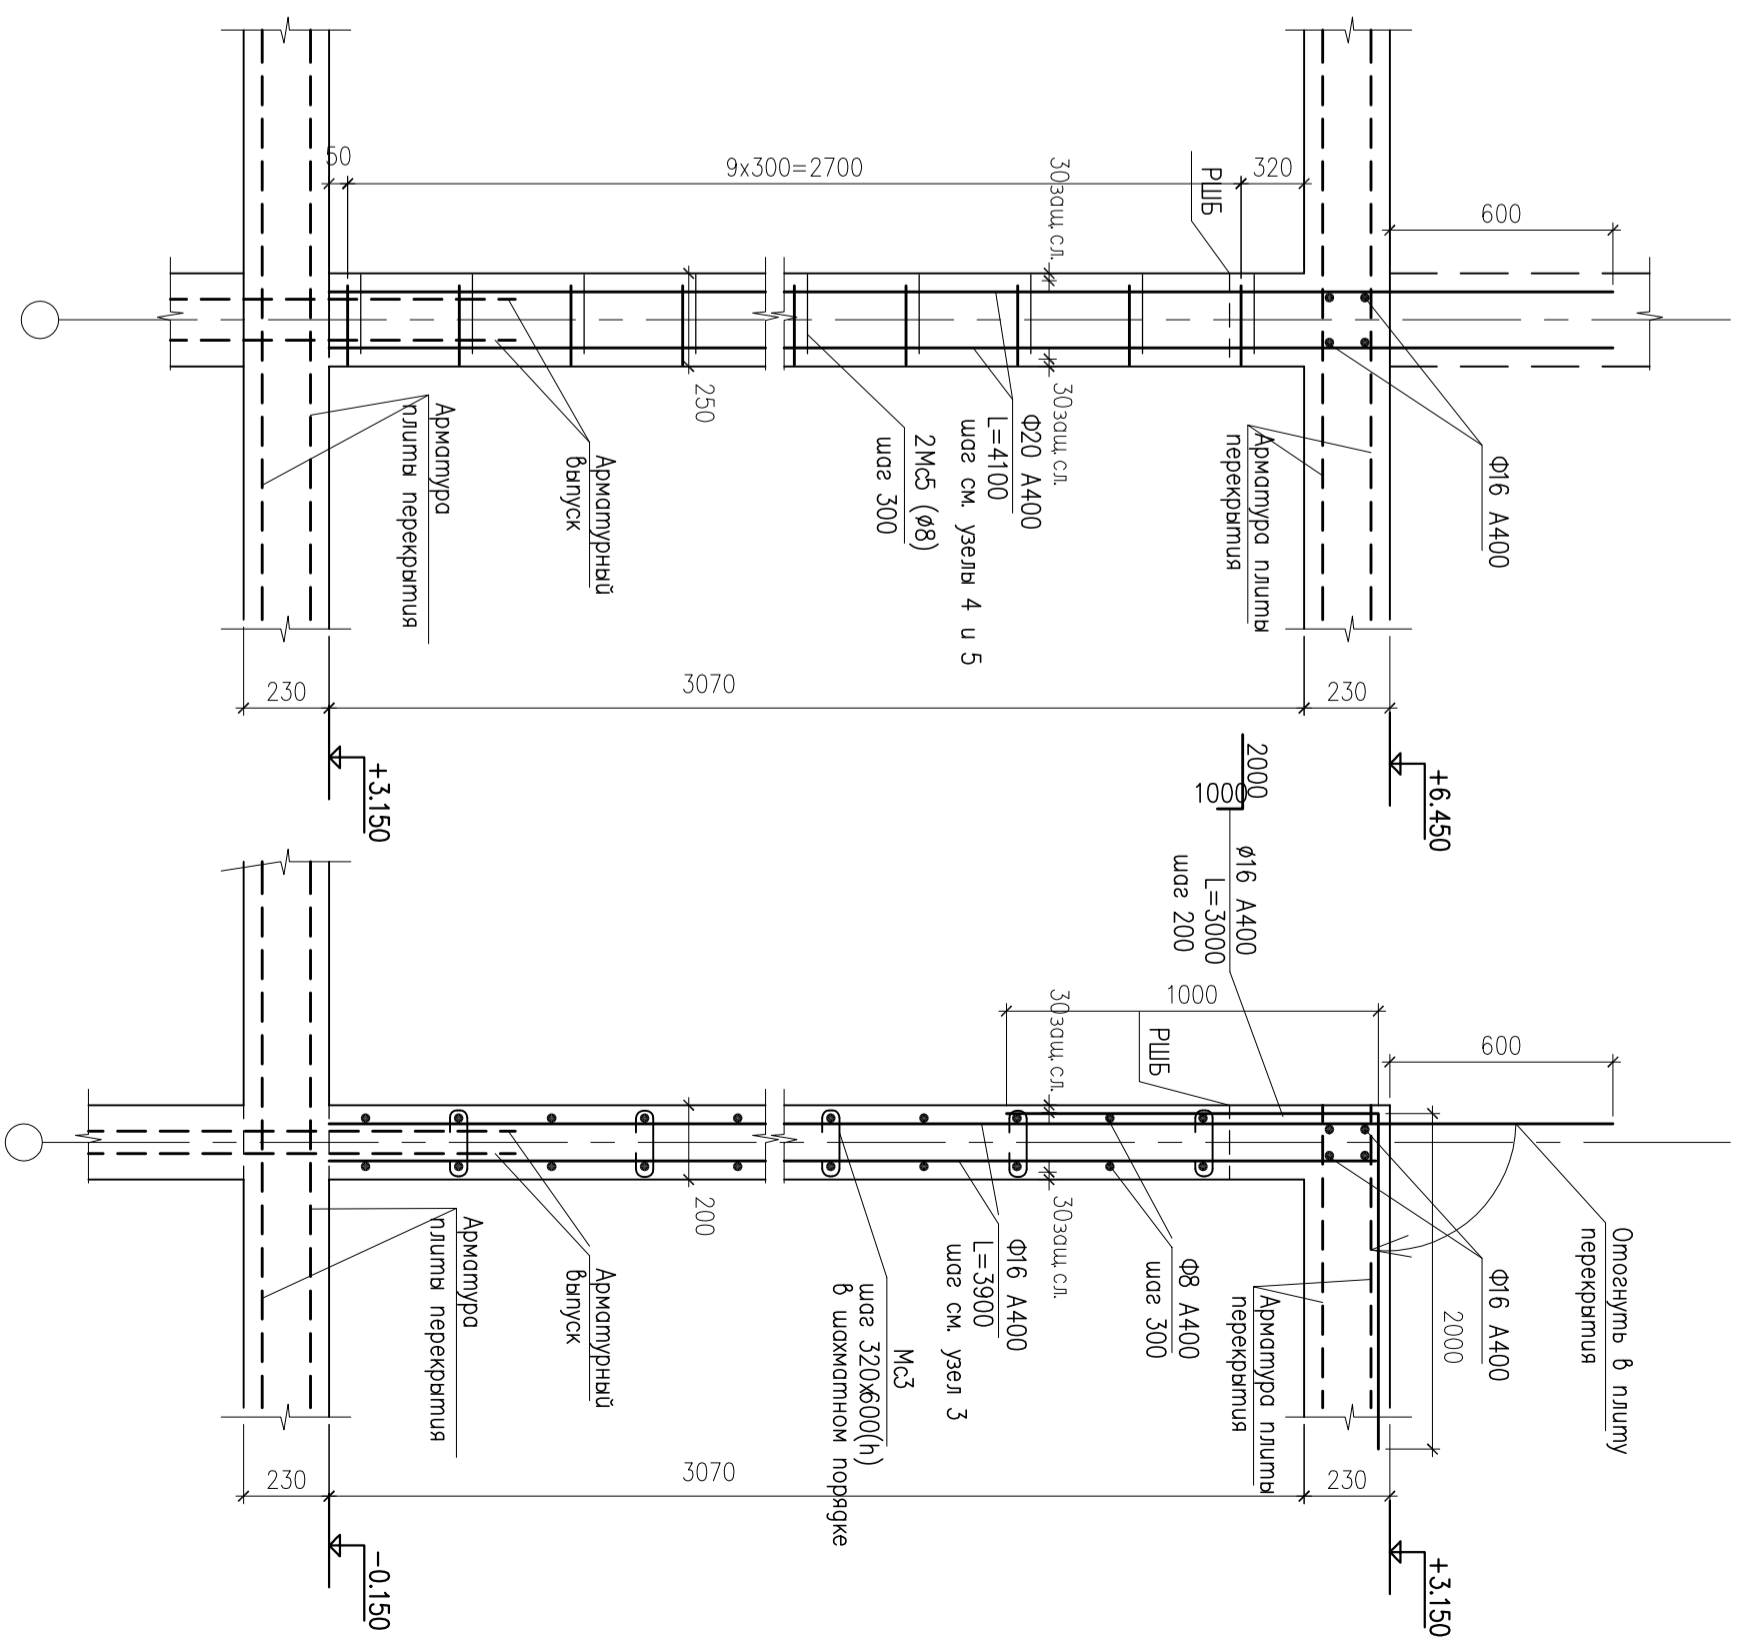 50
9х300=2700
320
600
30защ.сл.
РШБ
250
30защ.сл.
Ф16 А400
Арматура плиты
перекрытия
Ф20 А400
L=4100
шаг см. узелы 4 и 5
2Мс5 (ø8)
шаг 300
Арматурный
выпуск
Арматура
плиты перекрытия
230
3070
230
+3.150
+6.450
2000
1000
ø16 А400
L=3000
шаг 200
1000
600
30защ.сл.
РШБ
200
30защ.сл.
Отогнуть в плиту
перекрытия
Ф16 А400
2000
Арматура плиты
перекрытия
Ф8 А400
шаг 300
Ф16 А400
L=3900
шаг см. узел 3
Мс3
шаг 320х600(h)
в шахматном порядке
Арматурный
выпуск
Арматура
плиты перекрытия
230
3070
230
-0.150
+3.150